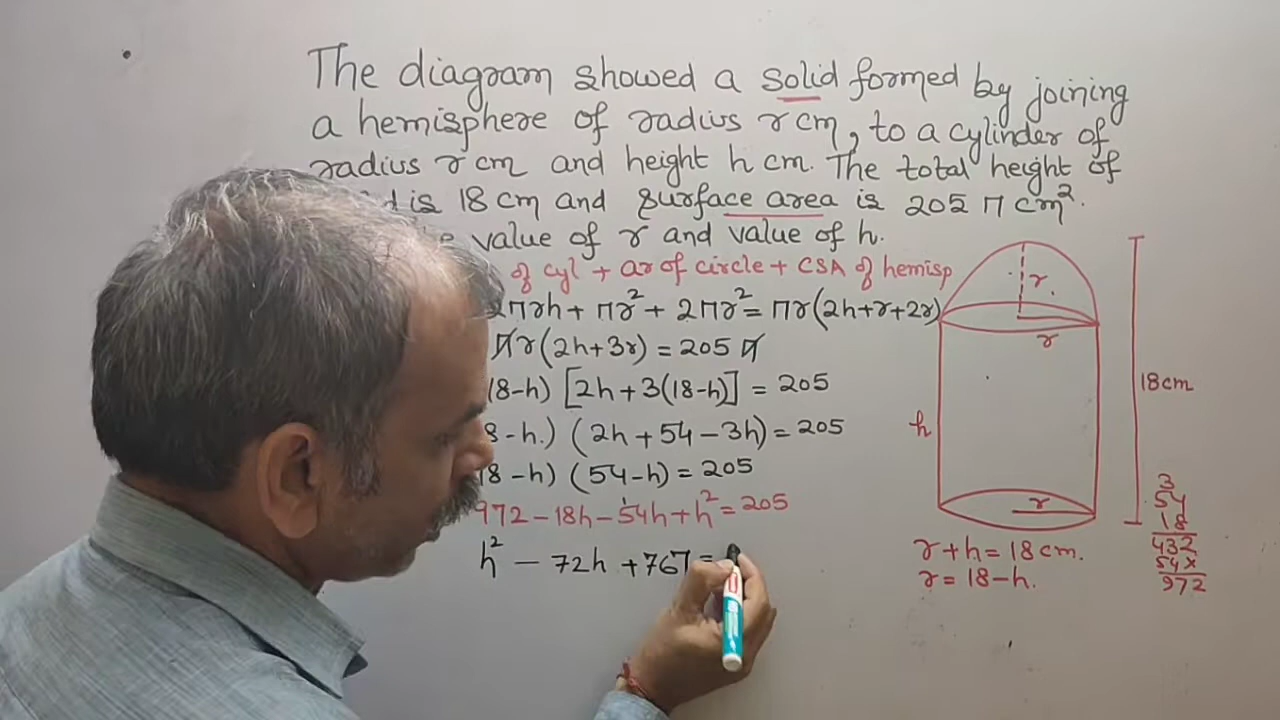 The diagram showed a solid formed by joining
a hemisphere of radius r cm, to a cylinder of
radius r cm and height h cm. The total height of
is 18 cm and surface area is 205 π cm².
value of r and value of h.
of cyl + ar of circle + CSA of hemisp
2πrh + πr² + 2πr² = πr(2h+r+2r)
πr(2h+3r) = 205 π
18-h) [2h+3(18-h)] = 205
8-h.) (2h+54-3h) = 205
18-h) (54-h) = 205
972-18h-54h+h² = 205
h² - 72h + 767 =
r.
r
h
18cm
r
r+h = 18 cm.
r = 18-h.
3
54
18
432
54×
972